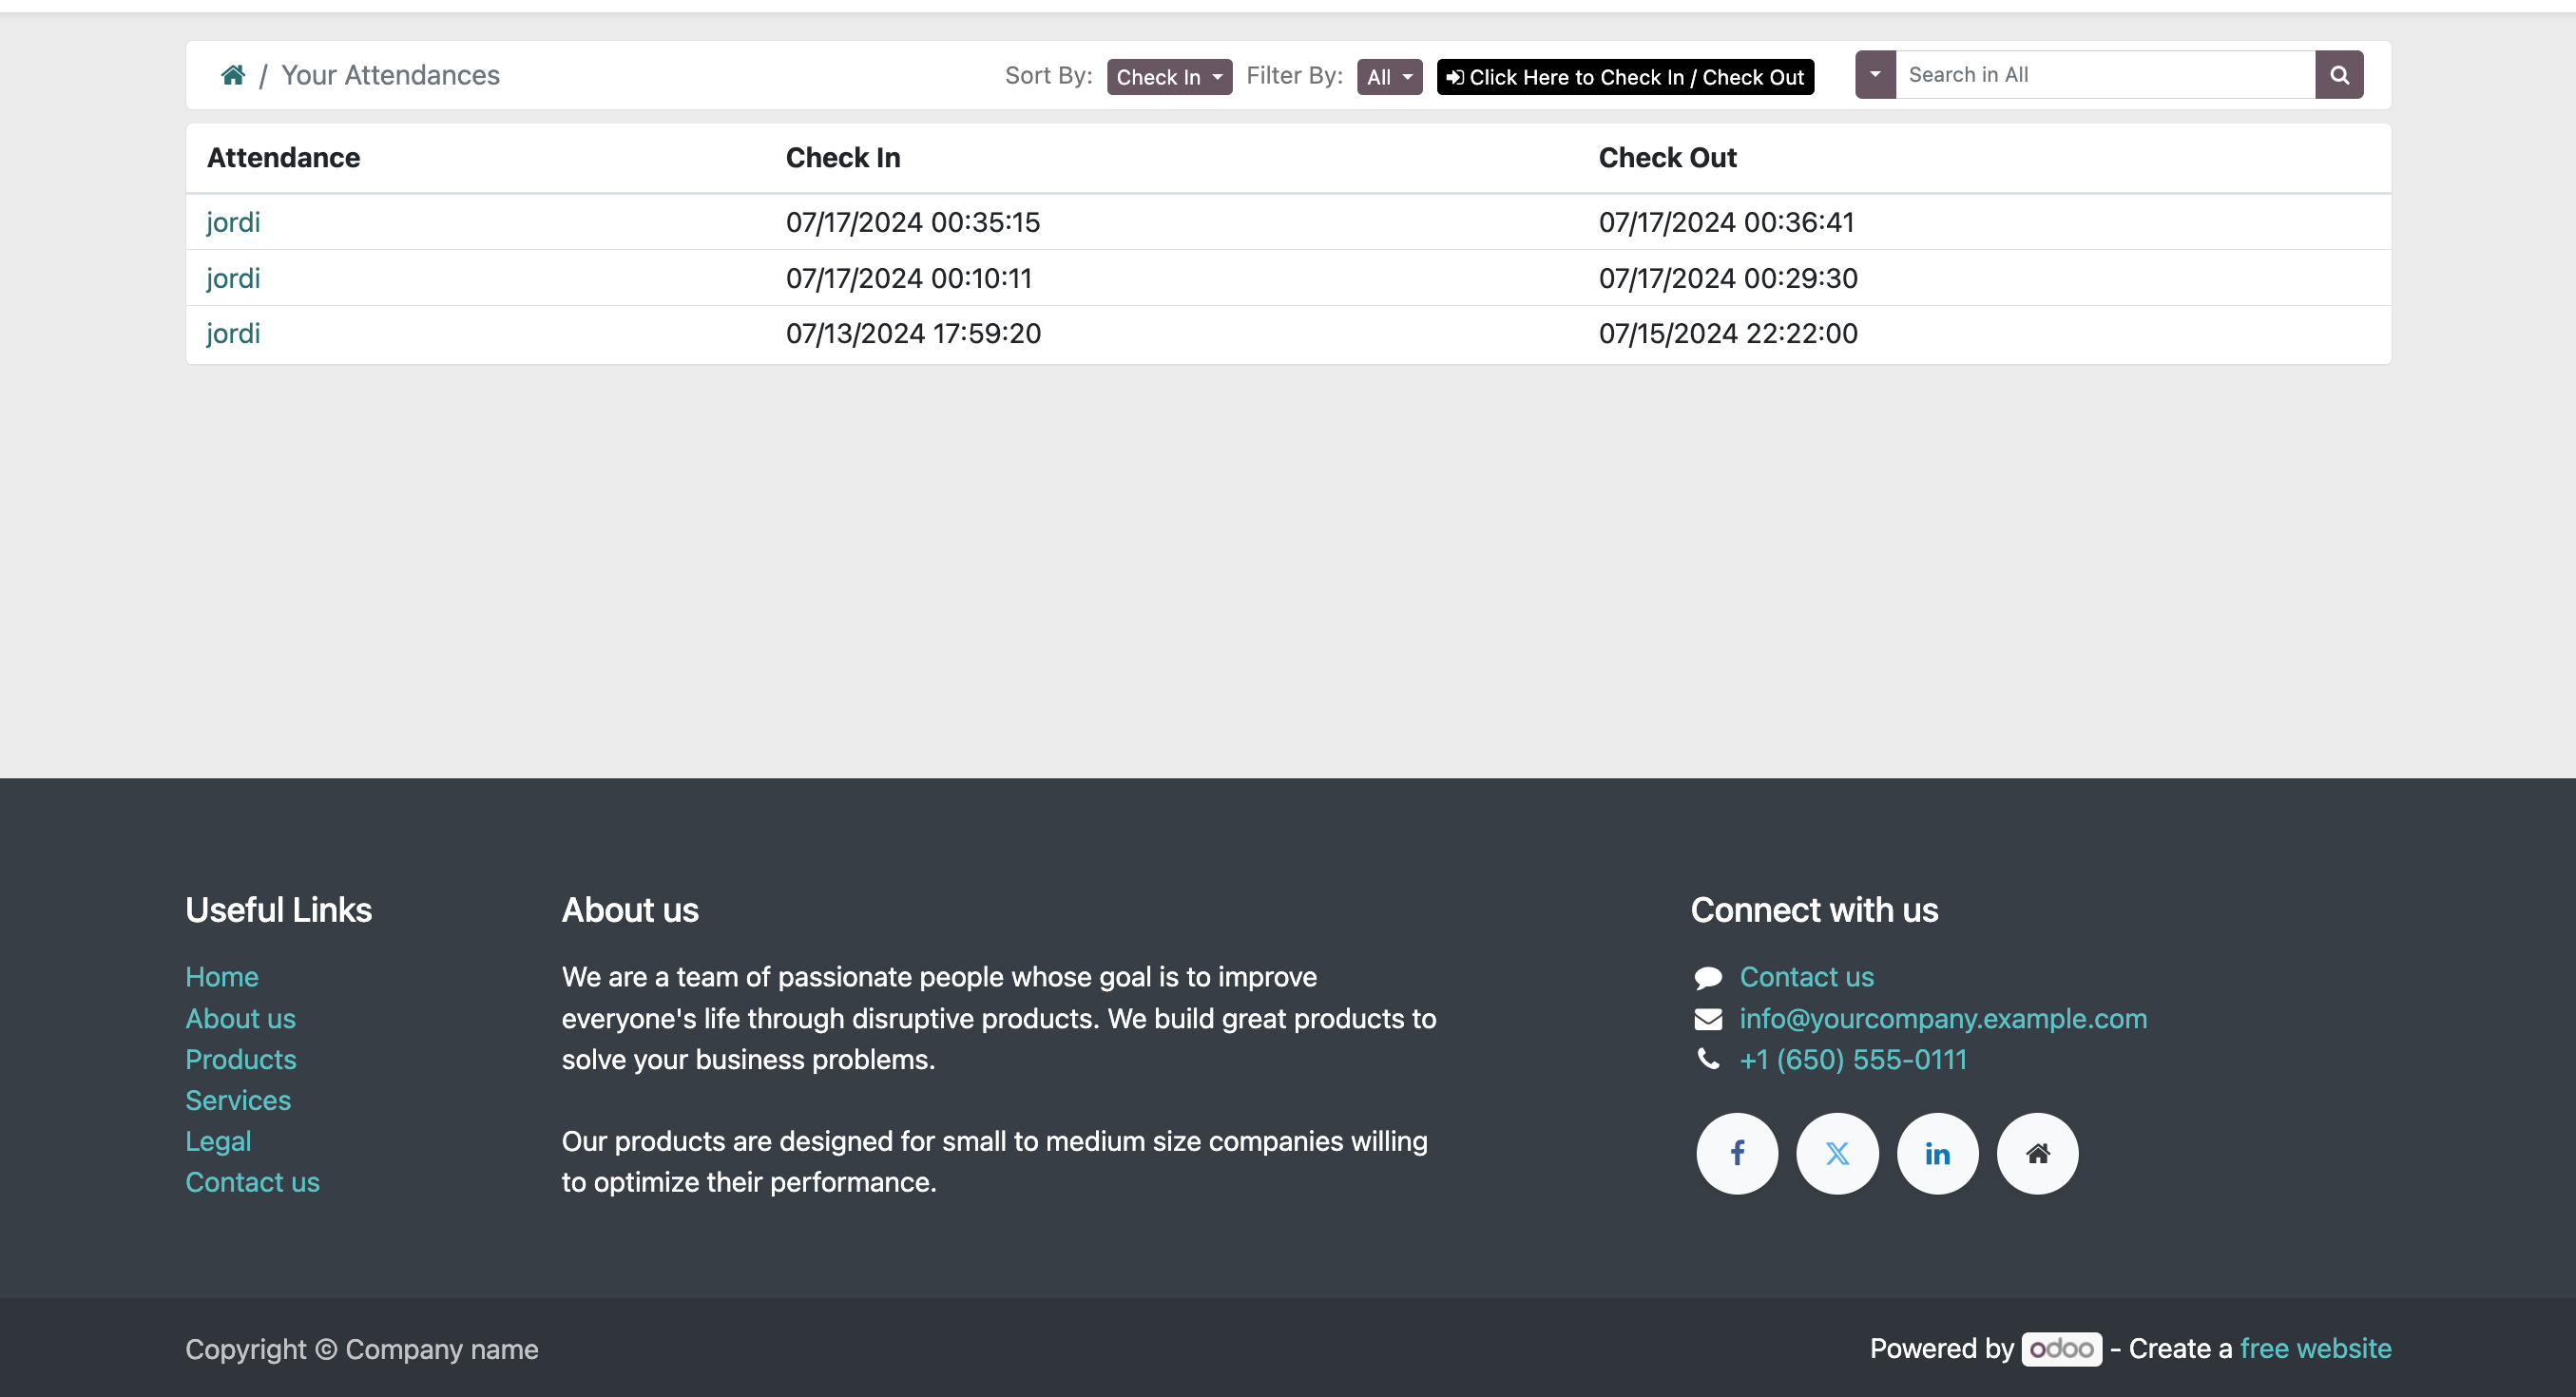 / Your Attendances Sort By: Check In Filter By: All Click Here to Check In / Check Out Search in All
Attendance Check In Check Out
jordi 07/17/2024 00:35:15 07/17/2024 00:36:41
jordi 07/17/2024 00:10:11 07/17/2024 00:29:30
jordi 07/13/2024 17:59:20 07/15/2024 22:22:00
Useful Links
Home
About us
Products
Services
Legal
Contact us
About us
We are a team of passionate people whose goal is to improve
everyone's life through disruptive products. We build great products to
solve your business problems.
Our products are designed for small to medium size companies willing
to optimize their performance.
Connect with us
Contact us
info@yourcompany.example.com
+1 (650) 555-0111
Copyright © Company name
Powered by odoo - Create a free website